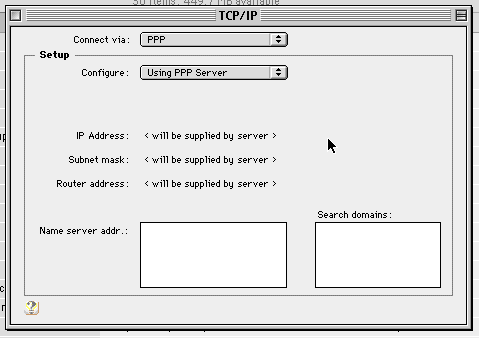 30 items, 449.7 MB available
TCP/IP
Connect via: PPP
Setup
Configure: Using PPP Server
IP Address: < will be supplied by server >
Subnet mask: < will be supplied by server >
Router address: < will be supplied by server >
Search domains:
Name server addr.:
?